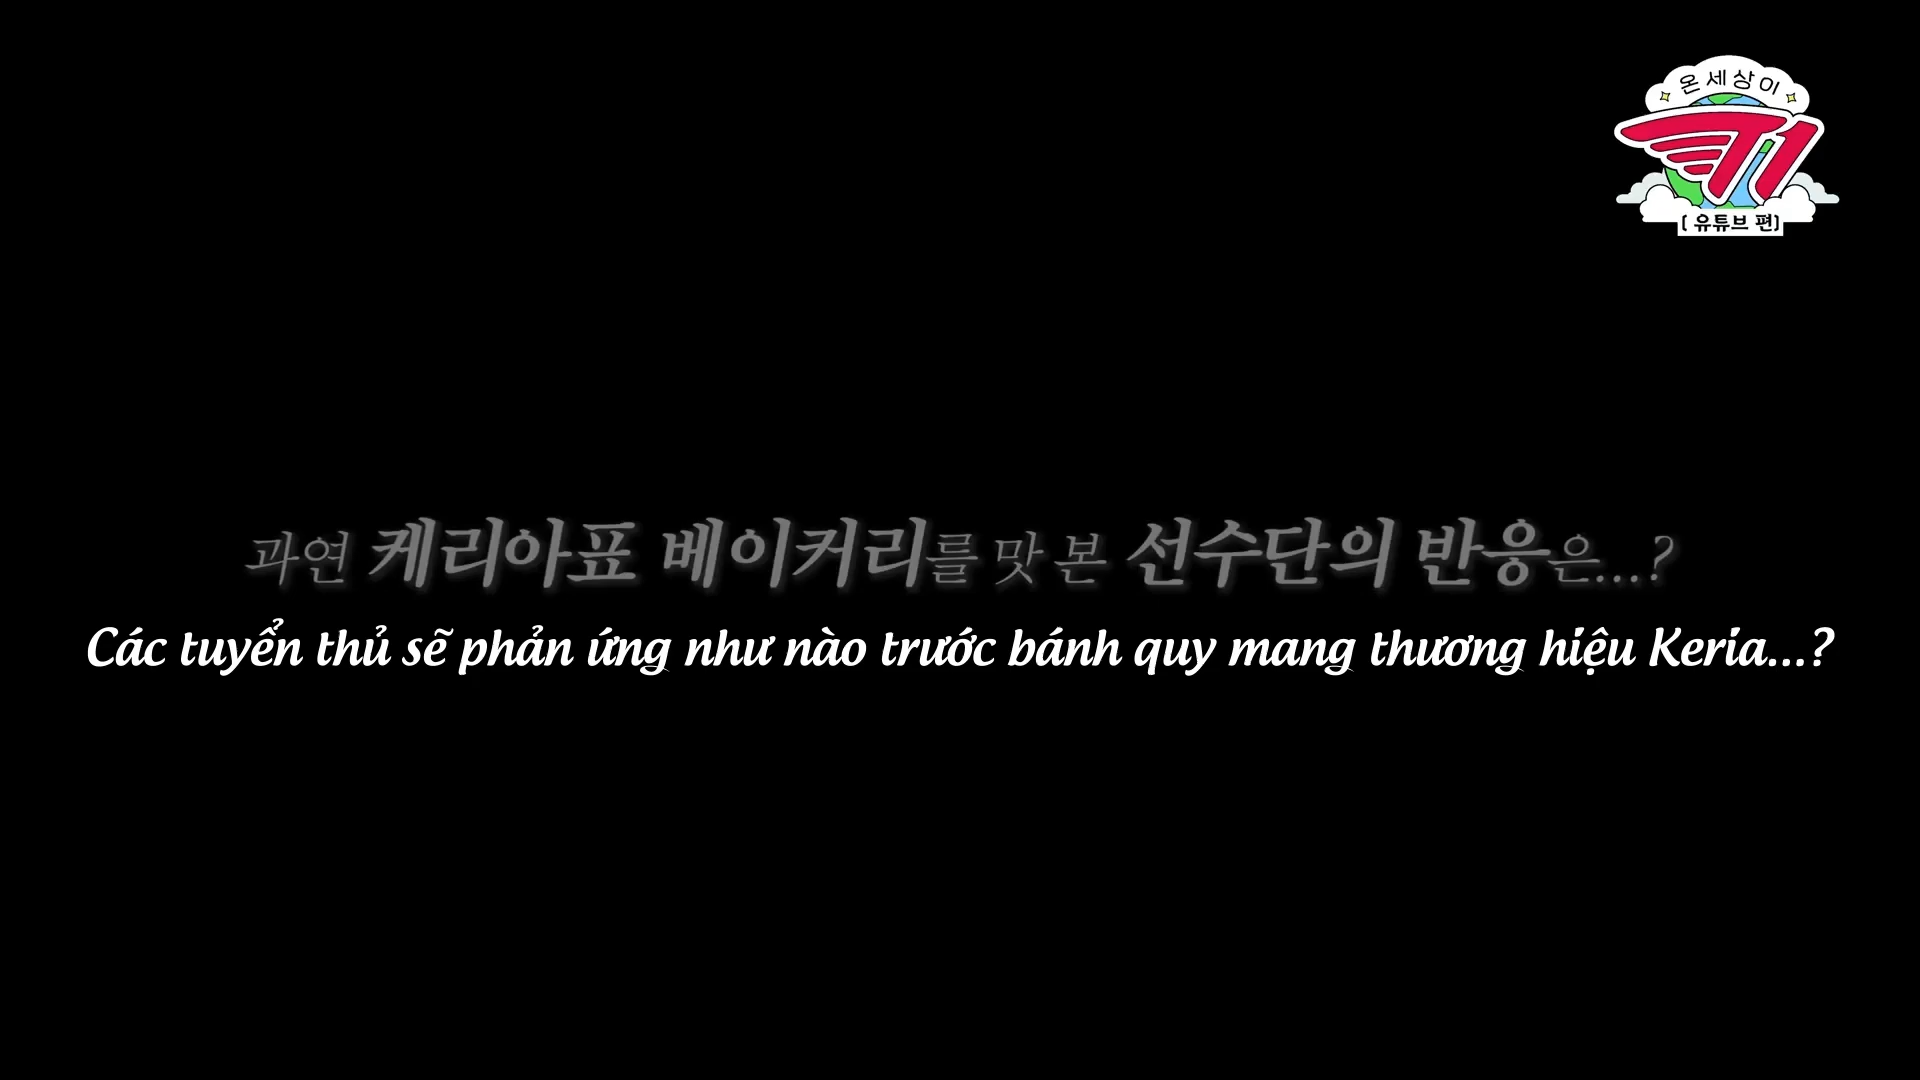 온 세상이
T1
[ 유튜브 편]
과연 케리아표 베이커리를 맛 본 선수단의 반응은...?
Các tuyển thủ sẽ phản ứng như nào trước bánh quy mang thương hiệu Keria...?